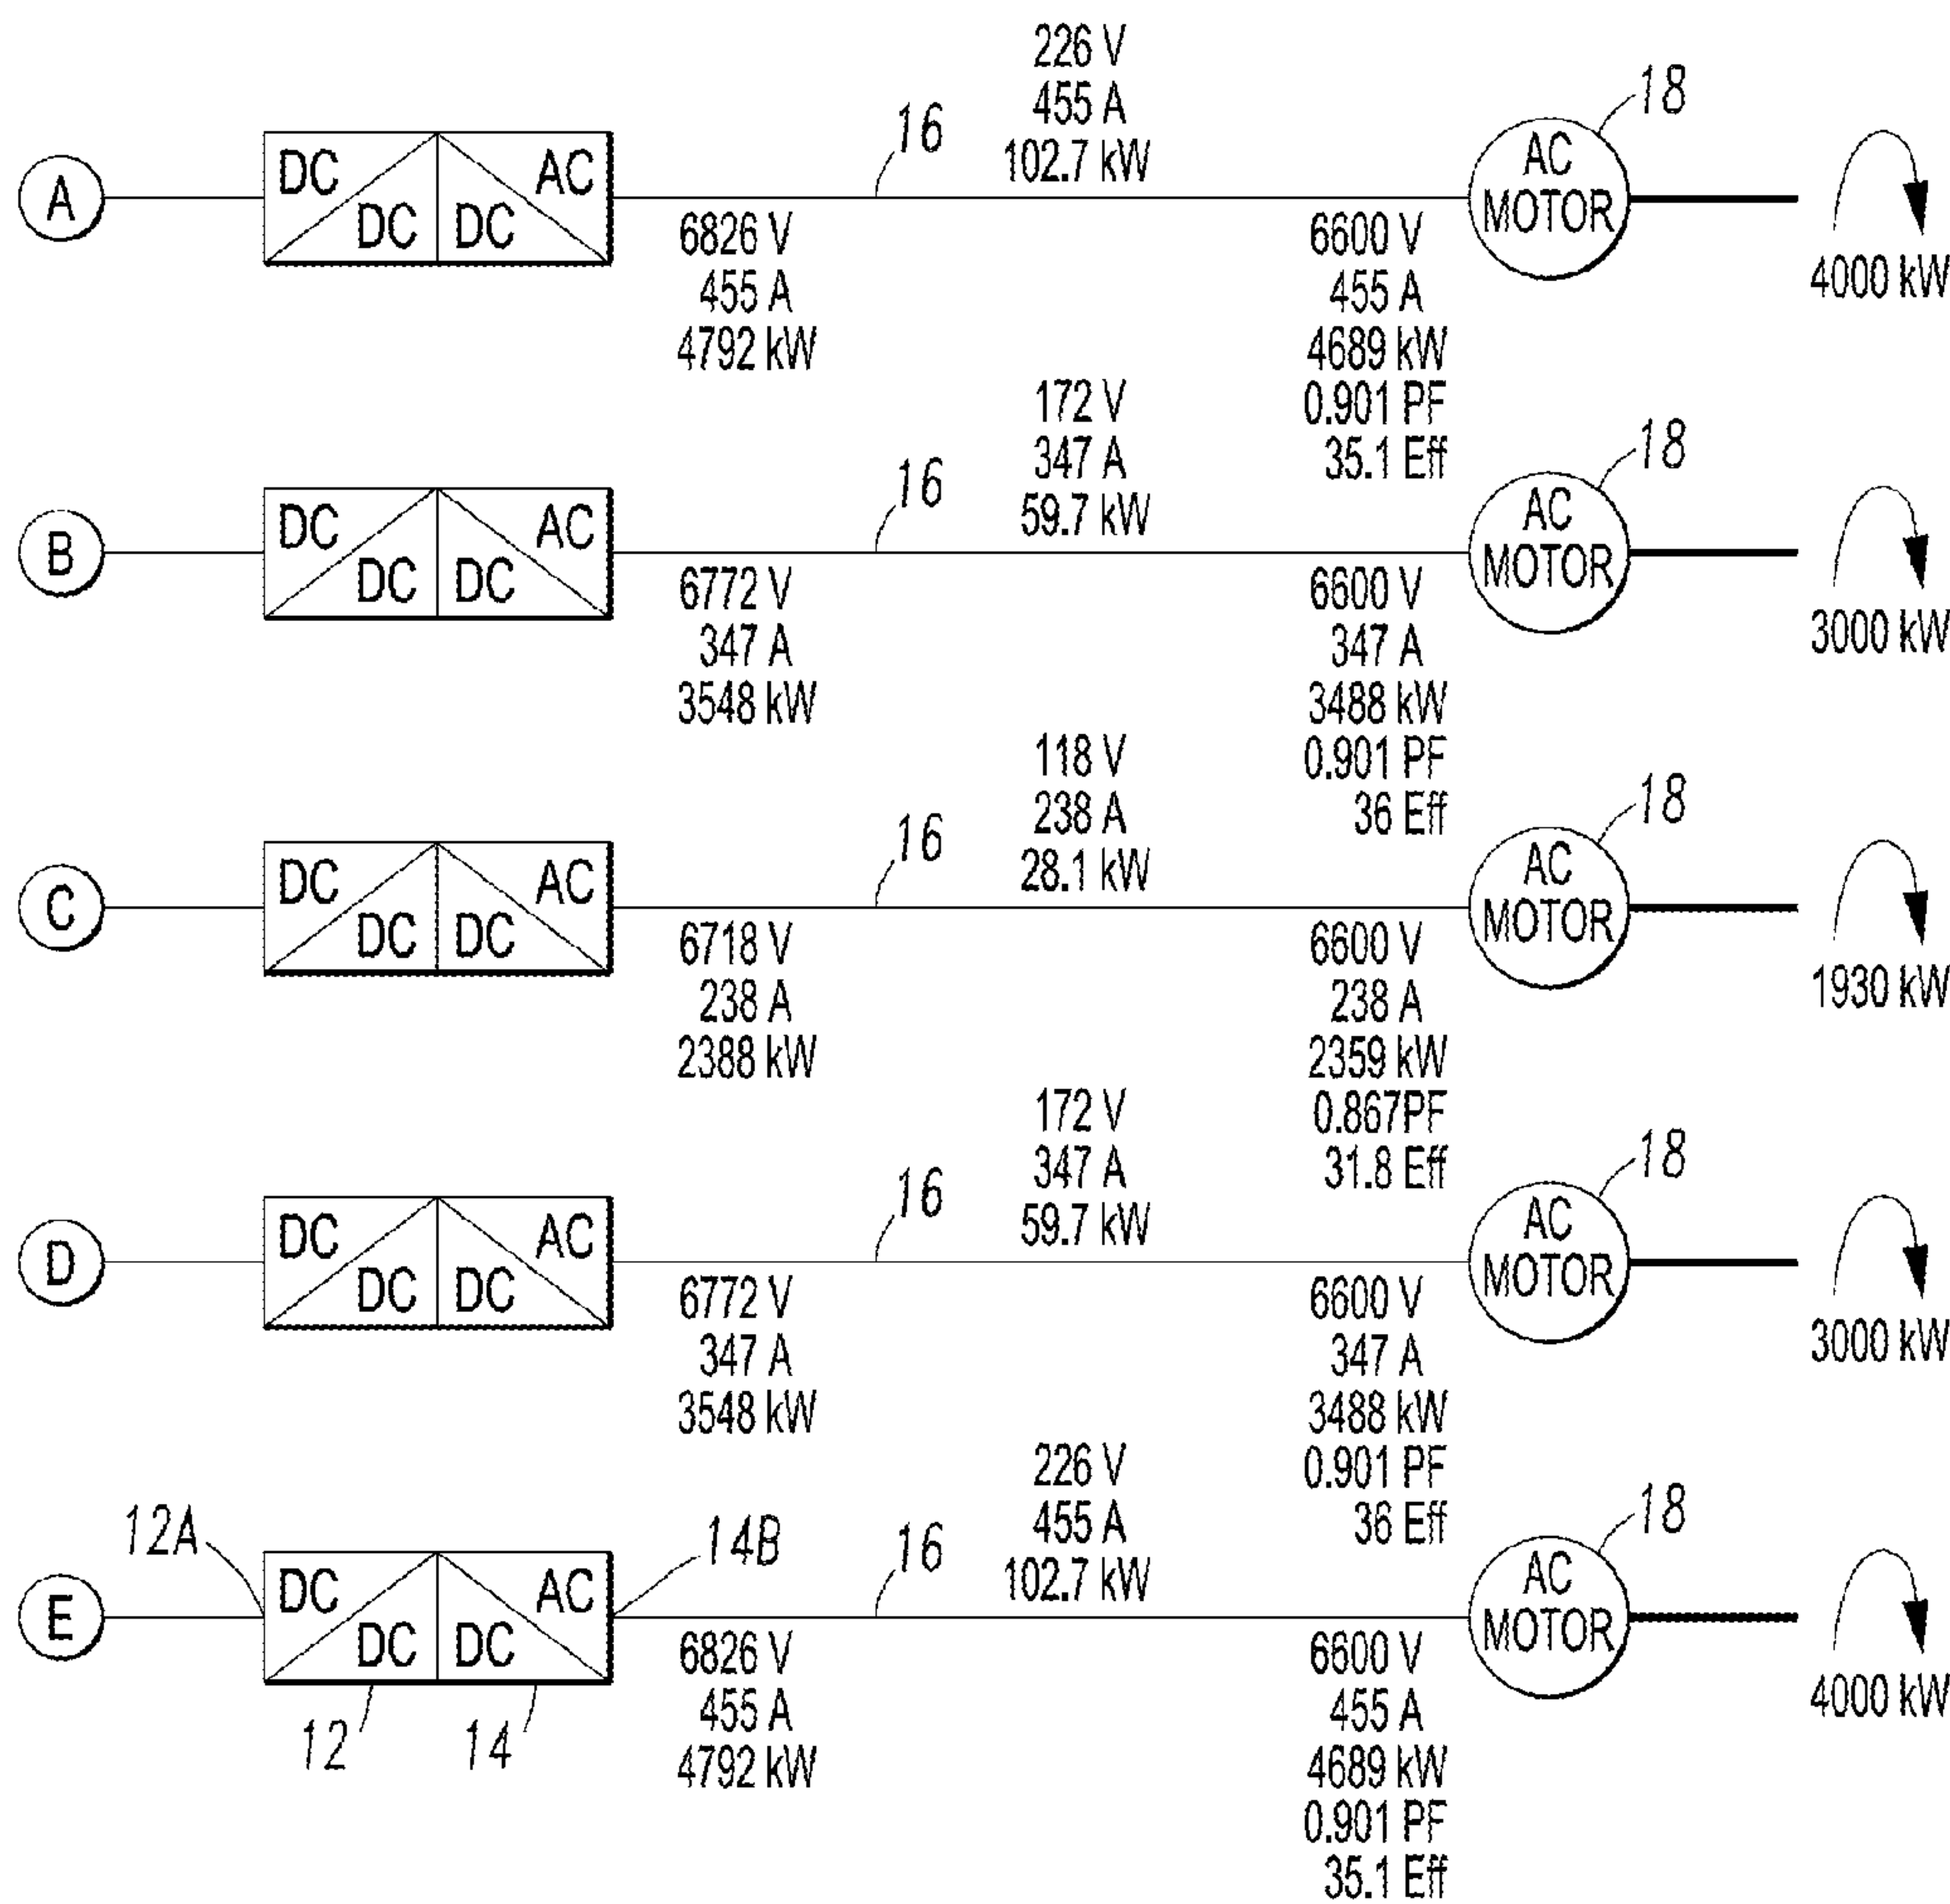 226 V
455 A
102.7 kW
16
18
A
DC
DC
DC
AC
AC
MOTOR
6826 V
455 A
4792 kW
6600 V
455 A
4689 kW
0.901 PF
35.1 Eff
4000 kW
172 V
347 A
59.7 kW
16
18
B
DC
DC
DC
AC
AC
MOTOR
6772 V
347 A
3548 kW
6600 V
347 A
3488 kW
0.901 PF
36 Eff
3000 kW
118 V
238 A
28.1 kW
16
18
C
DC
DC
DC
AC
AC
MOTOR
6718 V
238 A
2388 kW
6600 V
238 A
2359 kW
0.867PF
31.8 Eff
1930 kW
172 V
347 A
59.7 kW
16
18
D
DC
DC
DC
AC
AC
MOTOR
6772 V
347 A
3548 kW
6600 V
347 A
3488 kW
0.901 PF
36 Eff
3000 kW
226 V
455 A
102.7 kW
12A
14B
16
18
E
DC
DC
DC
AC
AC
MOTOR
12
14
6826 V
455 A
4792 kW
6600 V
455 A
4689 kW
0.901 PF
35.1 Eff
4000 kW